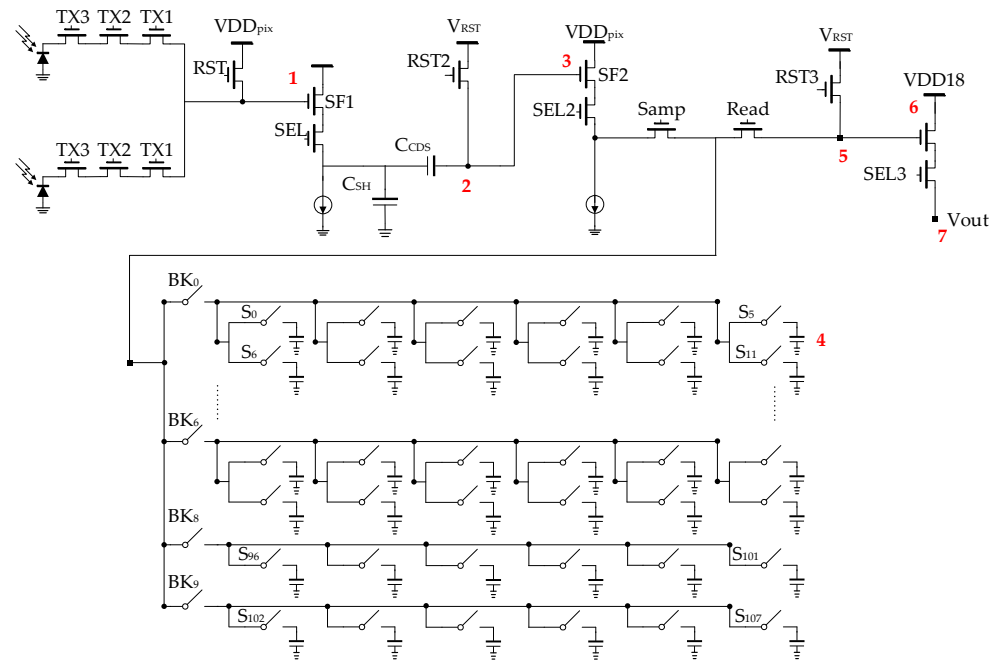 TX3 TX2 TX1
VDDpix
RST
1
SF1
SEL
TX3 TX2 TX1
CSH
CCDS
VRST
RST2
2
VDDpix
3
SF2
SEL2
Samp
Read
VRST
RST3
5
VDD18
6
SEL3
Vout
7
BK0
S0
S5
4
S6
S11
BK6
BK8
S96
S101
BK9
S102
S107